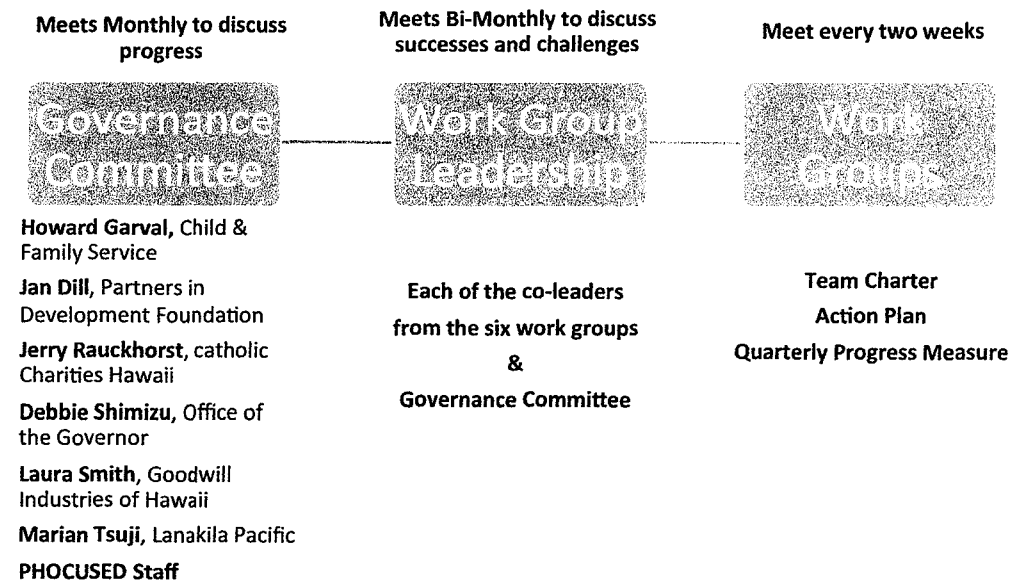 Meets Monthly to discuss
progress
Governance
Committee
Howard Garval, Child &
Family Service
Jan Dill, Partners in
Development Foundation
Jerry Rauckhorst, catholic
Charities Hawaii
Debbie Shimizu, Office of
the Governor
Laura Smith, Goodwill
Industries of Hawaii
Marian Tsuji, Lanakila Pacific
PHOCUSED Staff
Meets Bi-Monthly to discuss
successes and challenges
Work Group
Leadership
Each of the co-leaders
from the six work groups
&
Governance Committee
Meet every two weeks
Work
Groups
Team Charter
Action Plan
Quarterly Progress Measure